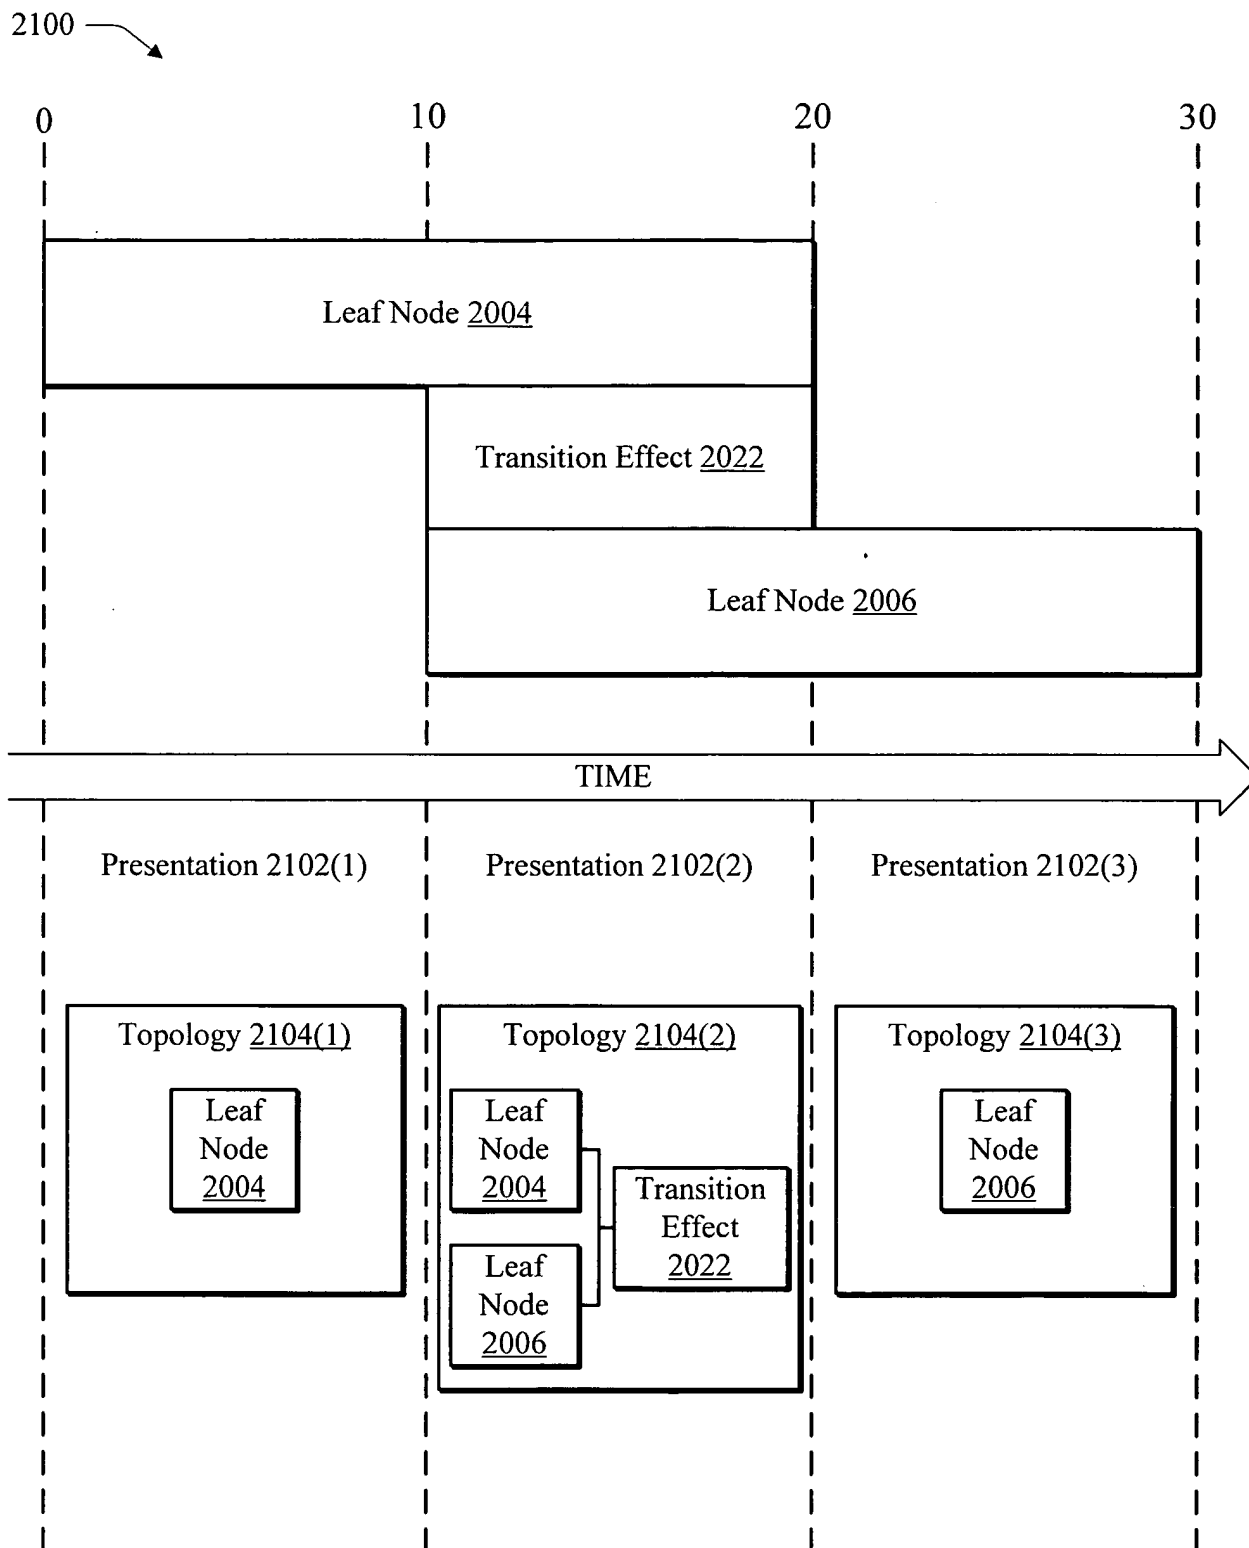 2100
0 10 20 30
Leaf Node 2004
Transition Effect 2022
Leaf Node 2006
TIME
Presentation 2102(1) Presentation 2102(2) Presentation 2102(3)
Topology 2104(1)
Leaf
Node
2004
Topology 2104(2)
Leaf
Node
2004
Leaf
Node
2006
Transition
Effect
2022
Topology 2104(3)
Leaf
Node
2006